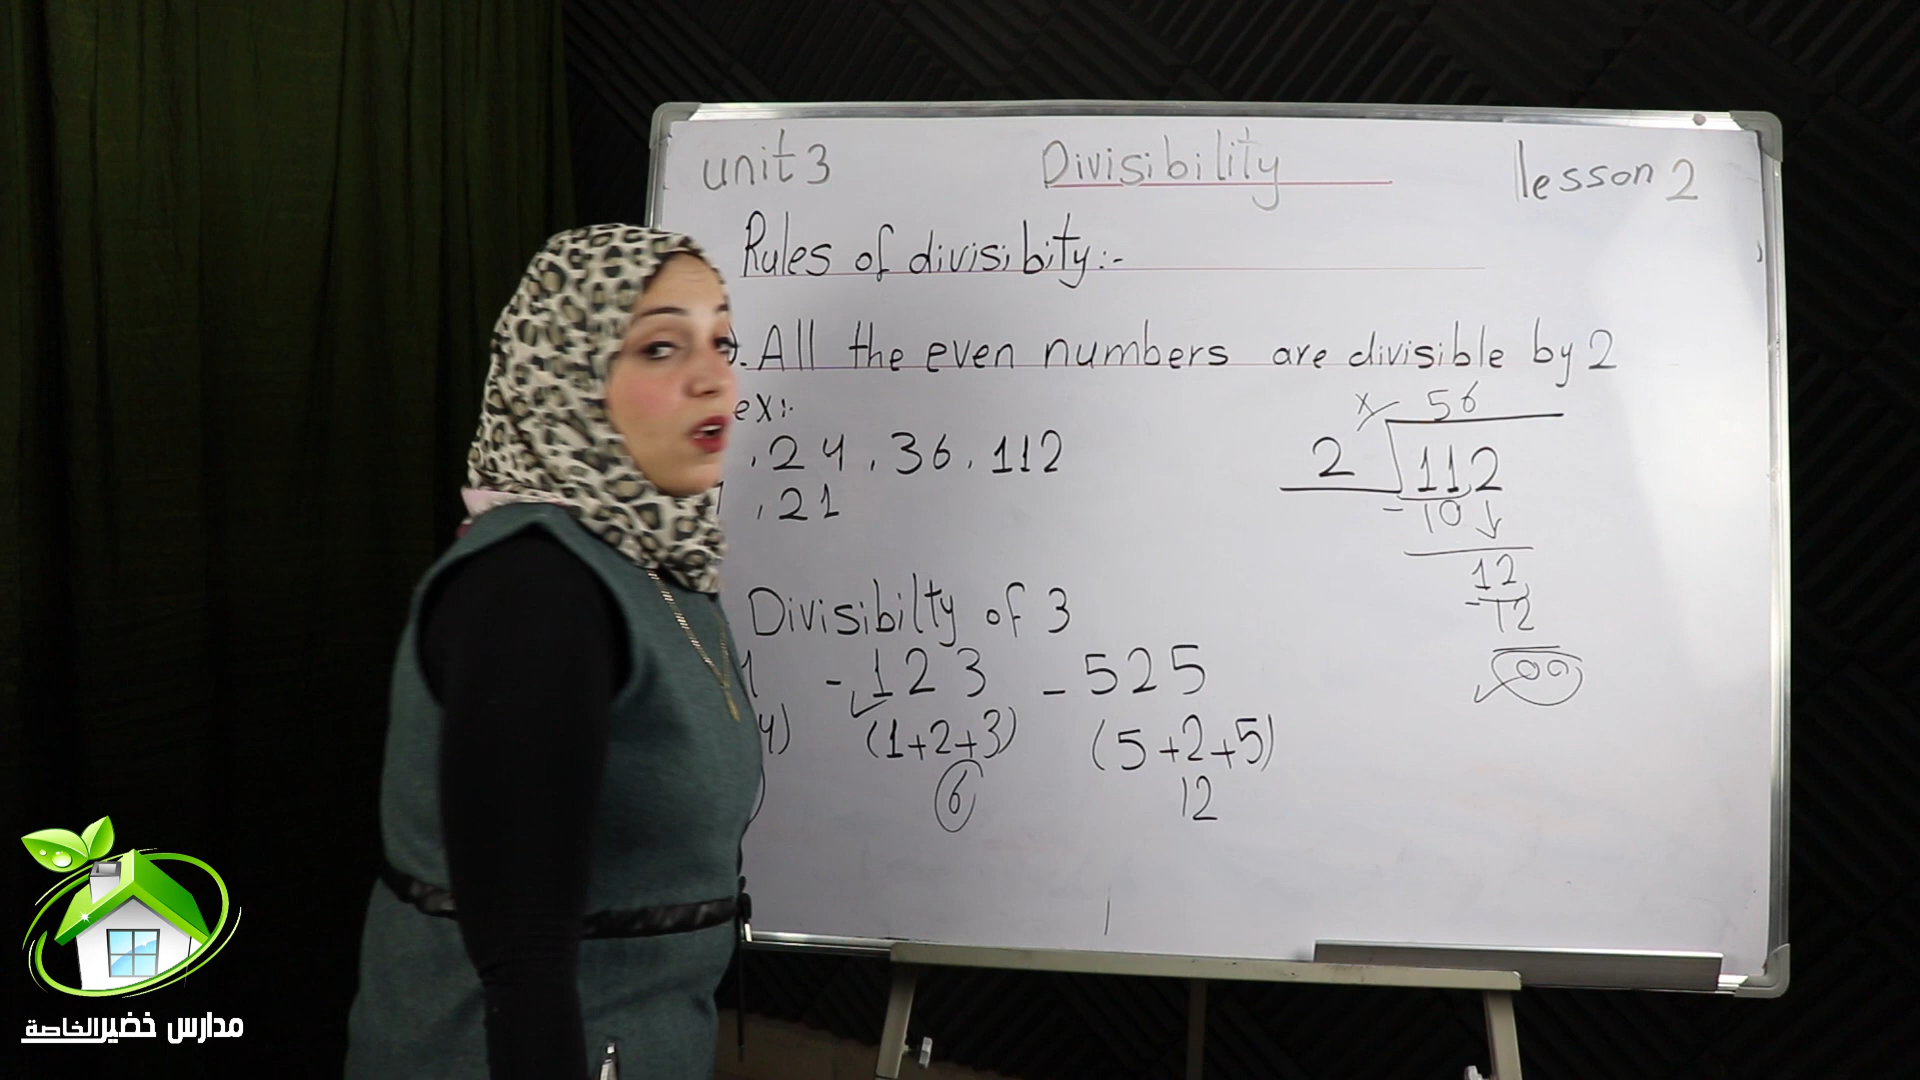 unit 3 Divisibility lesson 2
Rules of divisibity:-
All the even numbers are divisible by 2
ex:.
, 24 , 36 , 112
, 21
x 56
2 112
- 10
12
- 12
00
Divisibilty of 3
- 123 - 525
4) (1+2+3) (5+2+5)
6 12
مدارس خضير الخاصة